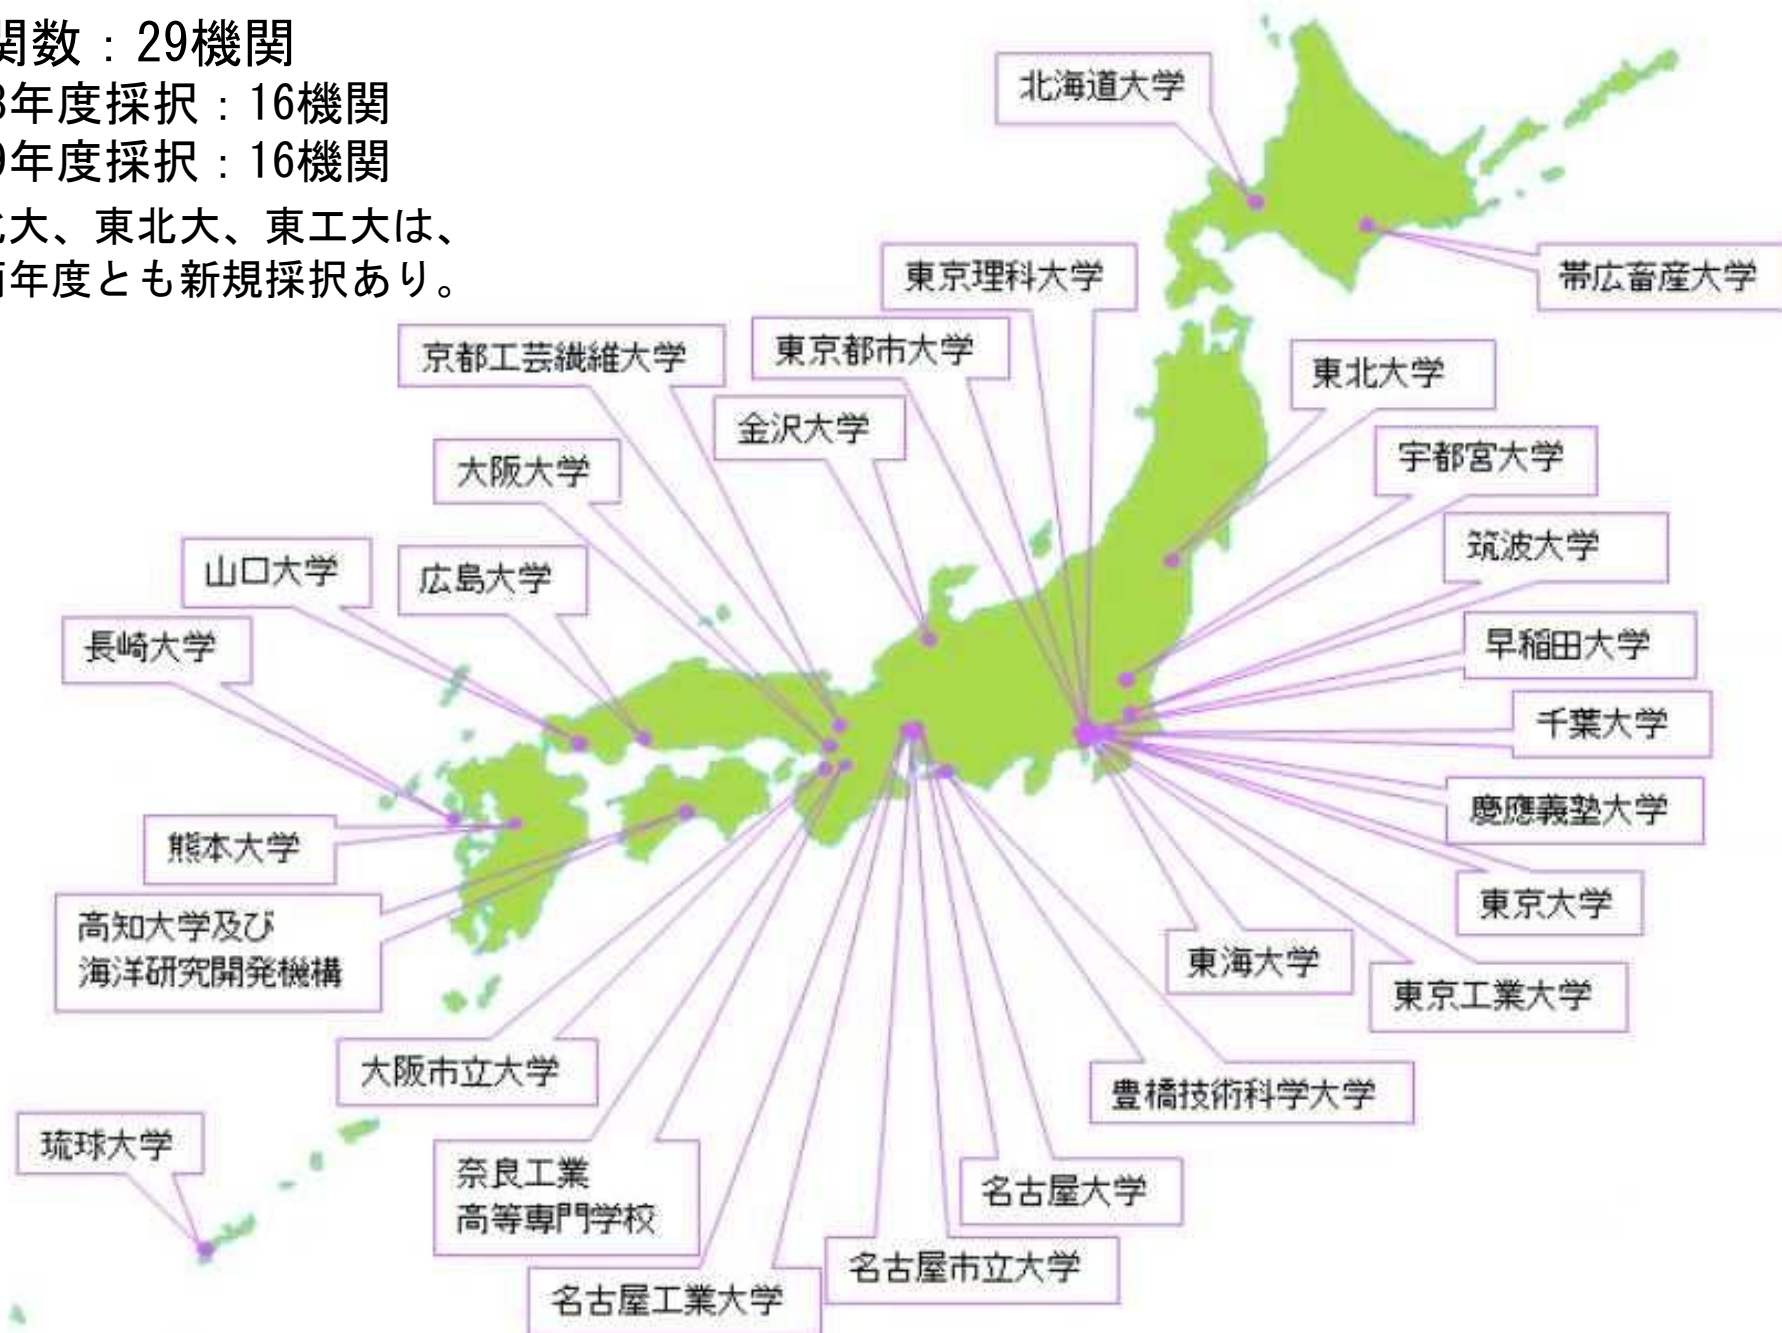 関数：29機関
年度採択：16機関
9年度採択：16機関
大、東北大、東工大は、
年度とも新規採択あり。
北海道大学
帯広畜産大学
東京理科大学
東京都市大学
京都工芸繊維大学
東北大学
金沢大学
宇都宮大学
大阪大学
筑波大学
山口大学
広島大学
早稲田大学
長崎大学
千葉大学
慶應義塾大学
熊本大学
東京大学
高知大学及び
海洋研究開発機構
東海大学
東京工業大学
大阪市立大学
豊橋技術科学大学
琉球大学
奈良工業
高等専門学校
名古屋大学
名古屋市立大学
名古屋工業大学